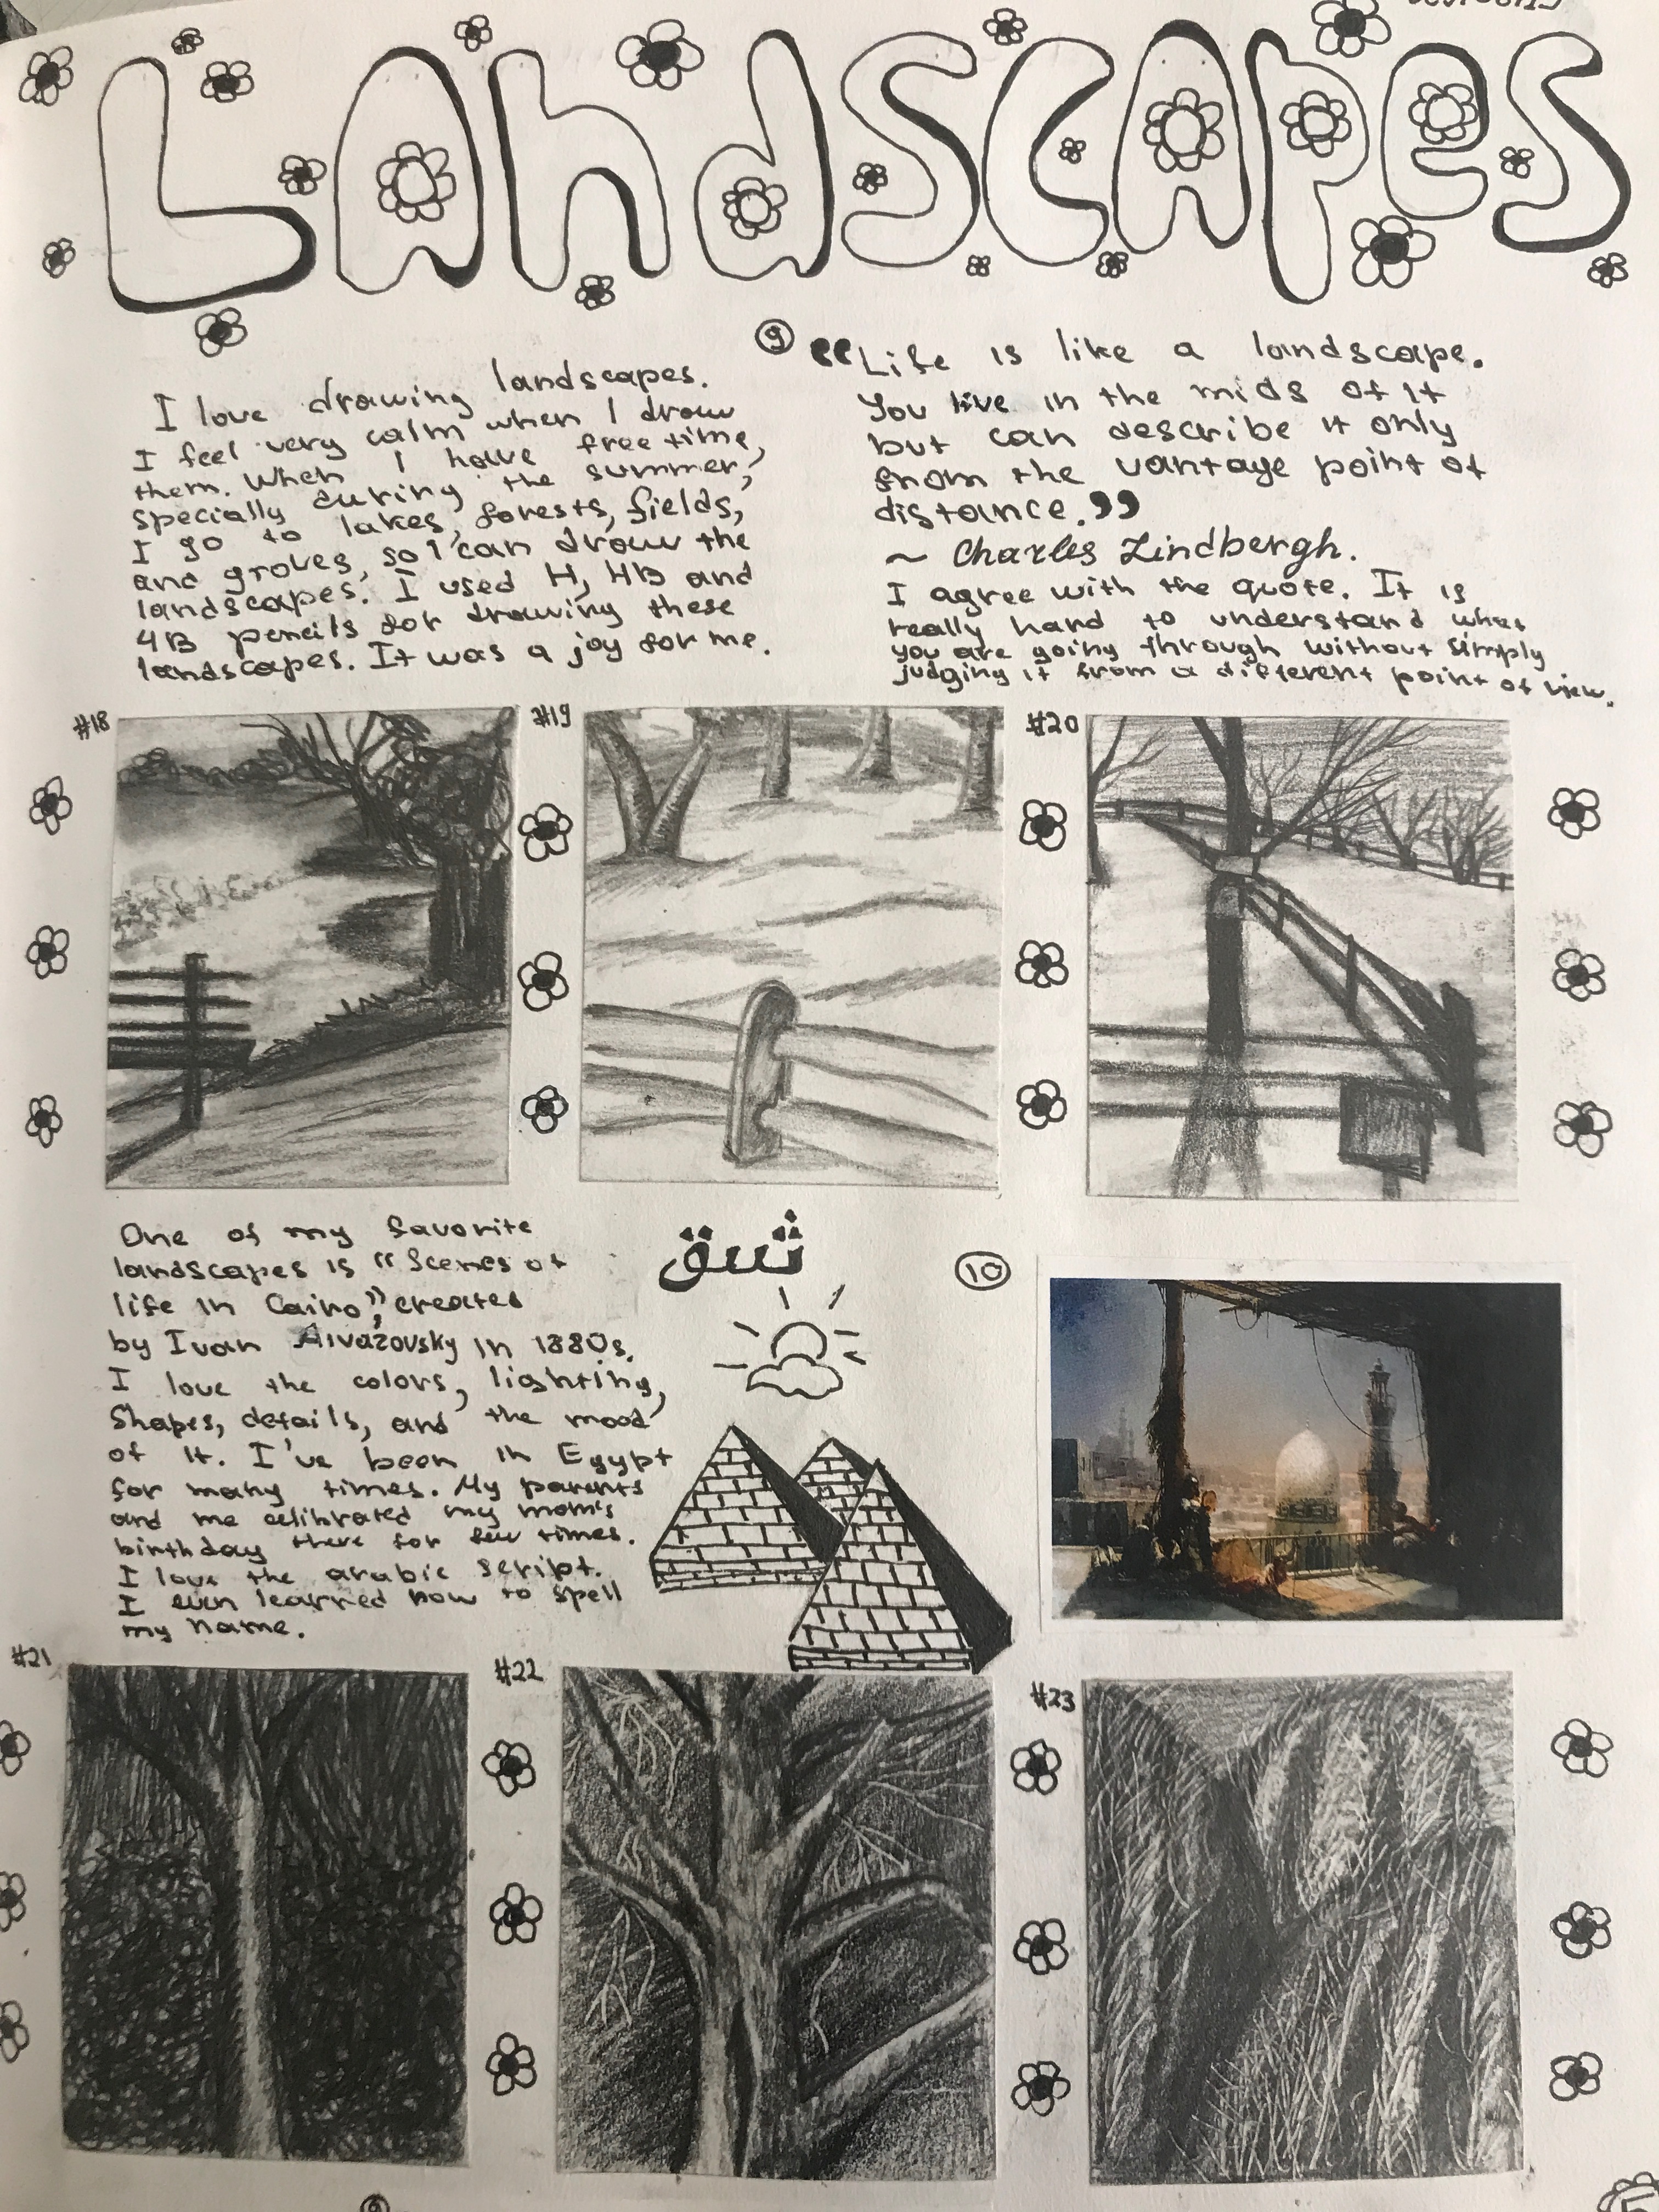 Landscapes
I love drawing landscapes.
I feel very calm when I draw
them. When I have free time,
specially during the summer,
I go to lakes, forests, fields,
and groves, so I can draw the
landscapes. I used H, HB and
4B pencils for drawing these
landscapes. It was a joy for me.
9
“Life is like a landscape.
You live in the mids of it
but can describe it only
from the vantage point of
distance.”
~ Charles Lindbergh.
I agree with the quote. It is
really hard to understand what
you are going through without simply
judging it from a different point of view.
#18
#19
#20
One of my favorite
landscapes is “Scenes of
life in Cairo”, created
by Ivan Aivazovsky in 1880s.
I love the colors, lighting,
shapes, details, and the mood
of it. I've been in Egypt
for many times. My parents
and me celibrated my mom's
birthday there for few times.
I love the arabic script.
I even learned how to spell
my name.
10
#21
#22
#23